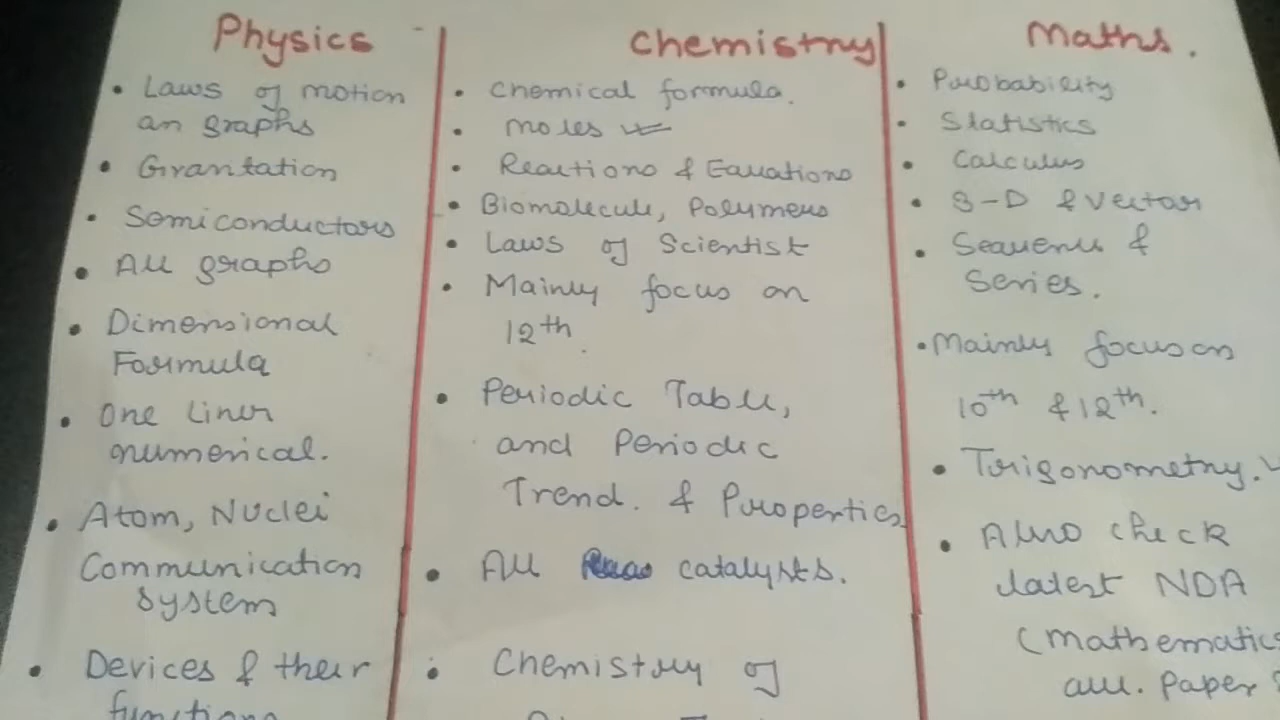 Physics
• Laws of motion
an graphs
• Gravitation
• Semiconductors
• All graphs
• Dimensional
Formula
• One liner
numerical.
• Atom, Nuclei
Communication
system
• Devices & their
functions
Chemistry
• Chemical formula.
• moles
• Reactions & Equations
• Biomolecule, Polymers
• Laws of Scientist
• Mainly focus on
12th.
• Periodic Table,
and Periodic
Trend. & Properties
• All catalysts.
• Chemistry of
Maths.
• Probability
• Statistics
• Calculus
• 3-D & Vector
• Sequence &
Series.
• Mainly focus on
10th & 12th.
• Trigonometry.
• Also check
latest NDA
(mathematics
all. Paper